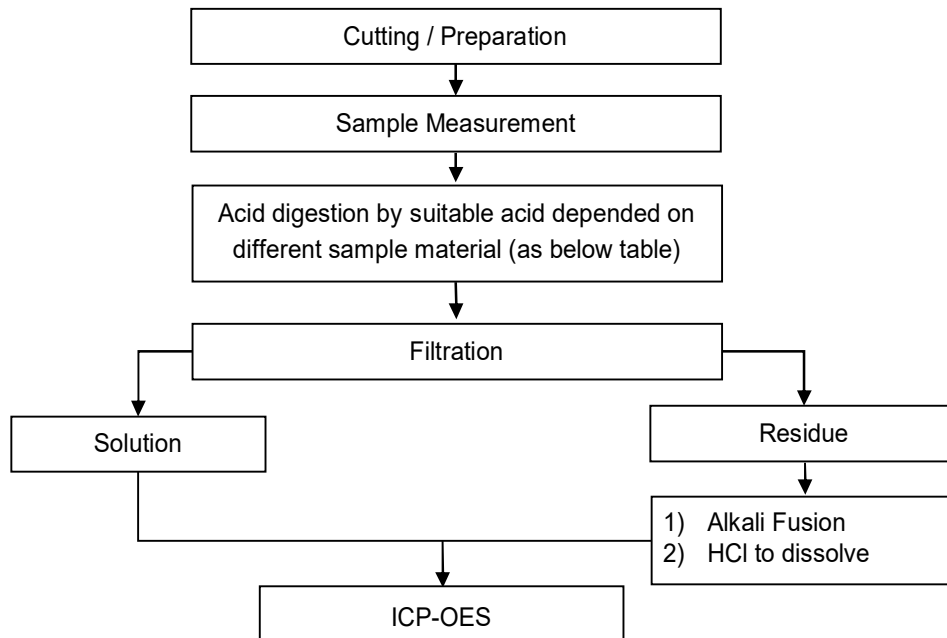 Cutting / Preparation
Sample Measurement
Acid digestion by suitable acid depended on
different sample material (as below table)
Filtration
Solution
Residue
1) Alkali Fusion
2) HCl to dissolve
ICP-OES